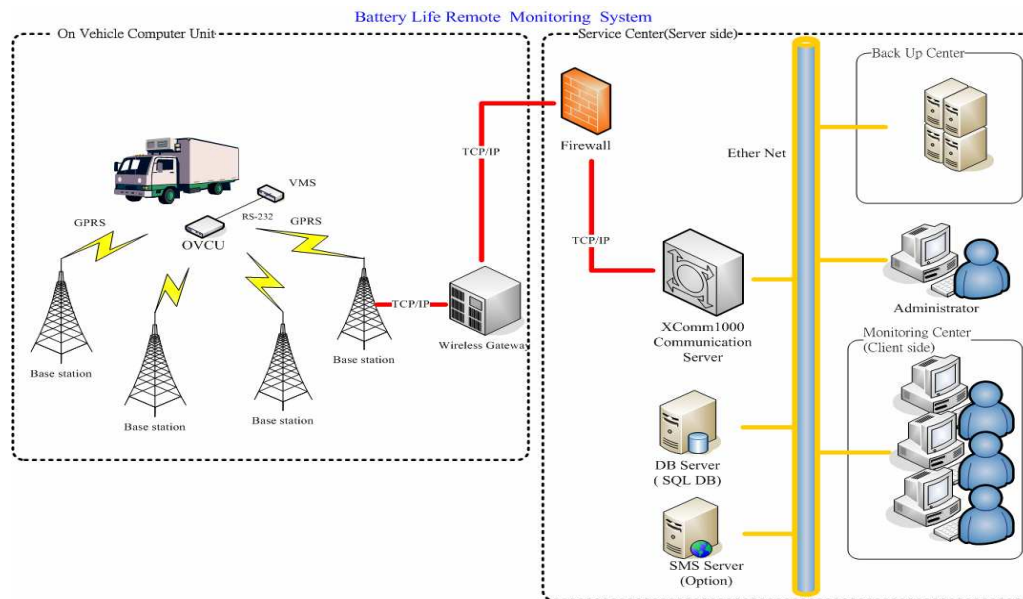 Battery Life Remote Monitoring System
On Vehicle Computer Unit
VMS
RS-232
GPRS
OVCU
GPRS
Base station
Base station
Base station
Base station
TCP/IP
Wireless Gateway
TCP/IP
Service Center(Server side)
Firewall
TCP/IP
Ether Net
XComm1000
Communication
Server
DB Server
( SQL DB)
SMS Server
(Option)
Back Up Center
Administrator
Monitoring Center
(Client side)